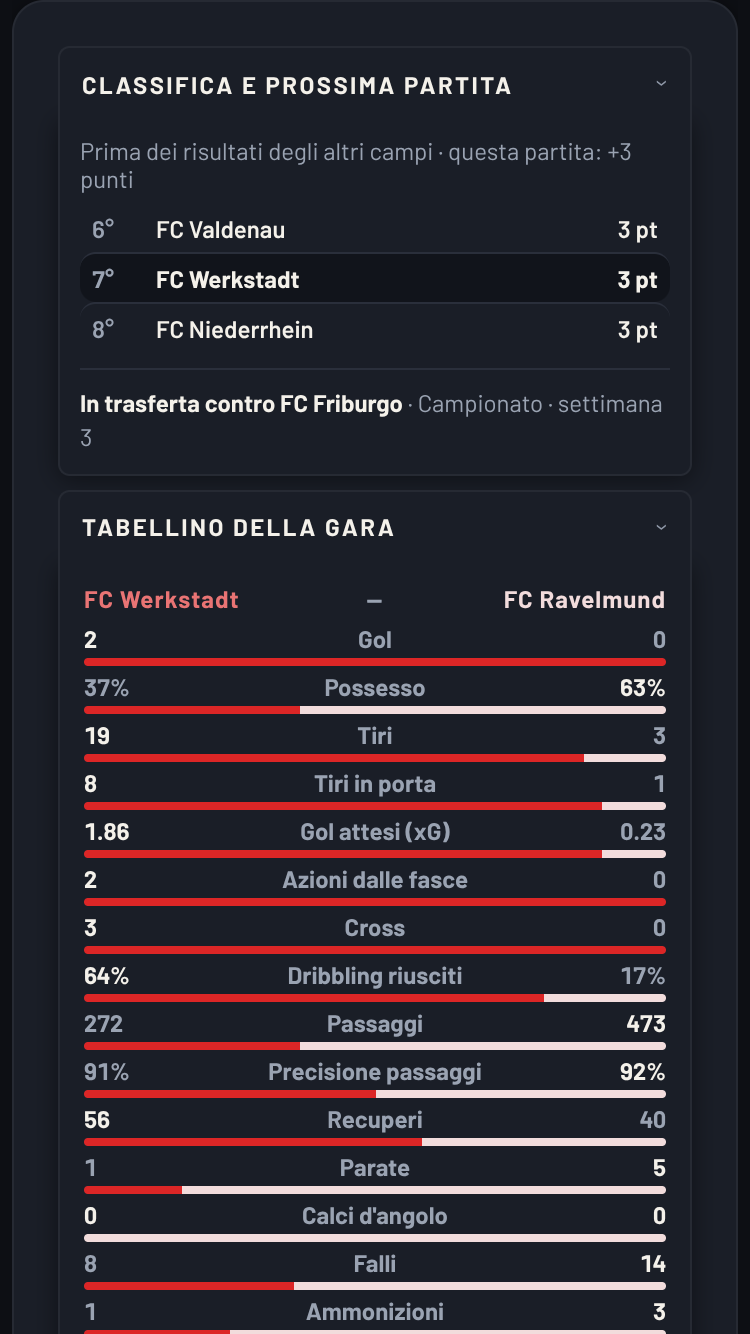 CLASSIFICA E PROSSIMA PARTITA
Prima dei risultati degli altri campi · questa partita: +3
punti
6° FC Valdenau 3 pt
7° FC Werkstadt 3 pt
8° FC Niederrhein 3 pt
In trasferta contro FC Friburgo · Campionato · settimana
3
TABELLINO DELLA GARA
FC Werkstadt – FC Ravelmund
2 Gol 0
37% Possesso 63%
19 Tiri 3
8 Tiri in porta 1
1.86 Gol attesi (xG) 0.23
2 Azioni dalle fasce 0
3 Cross 0
64% Dribbling riusciti 17%
272 Passaggi 473
91% Precisione passaggi 92%
56 Recuperi 40
1 Parate 5
0 Calci d'angolo 0
8 Falli 14
1 Ammonizioni 3